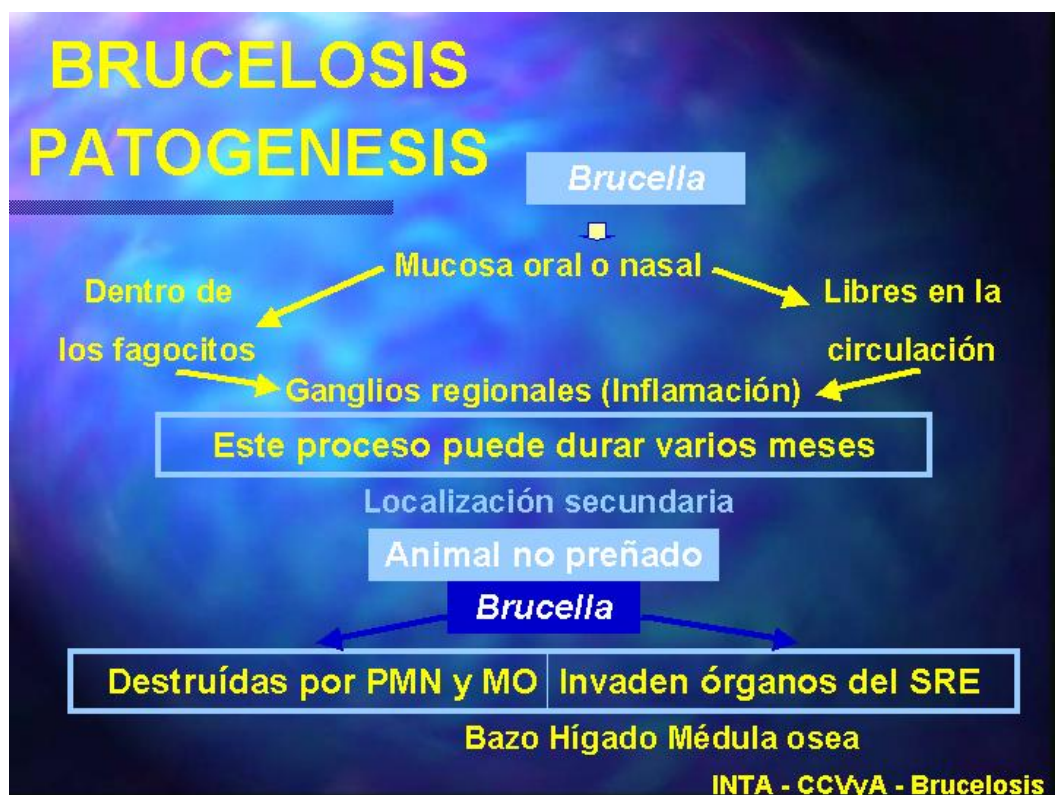 BRUCELOSIS
PATOGENESIS
Brucella
Mucosa oral o nasal
Dentro de
los fagocitos
Libres en la
circulación
Ganglios regionales (Inflamación)
Este proceso puede durar varios meses
Localización secundaria
Animal no preñado
Brucella
Destruídas por PMN y MO
Invaden órganos del SRE
Bazo Hígado Médula osea
INTA - CCVyA - Brucelosis